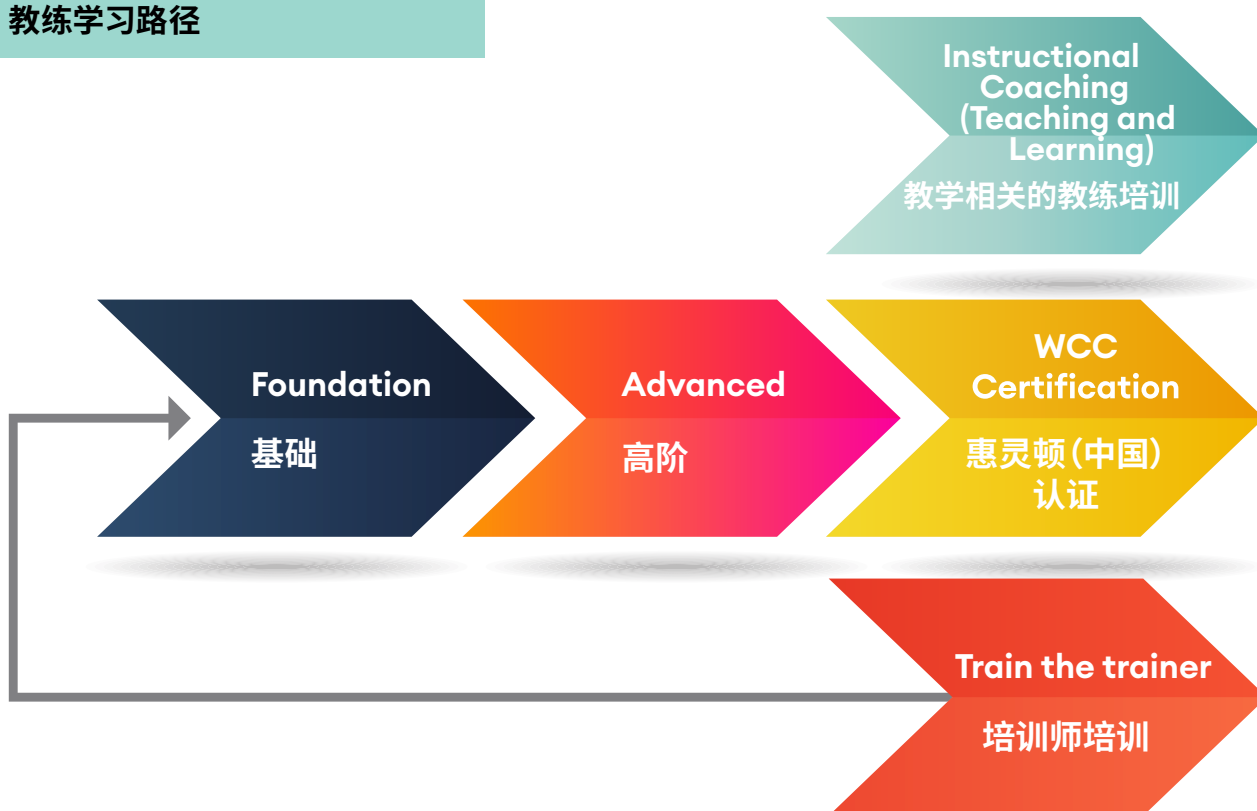 教练学习路径
Instructional
Coaching
(Teaching and
Learning)
教学相关的教练培训
Foundation
基础
Advanced
高阶
WCC
Certification
惠灵顿(中国)
认证
Train the trainer
培训师培训